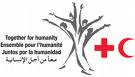 Together for humanity
Ensemble pour l'humanité
Juntos por la humanidad
معا من أجل الإنسانية